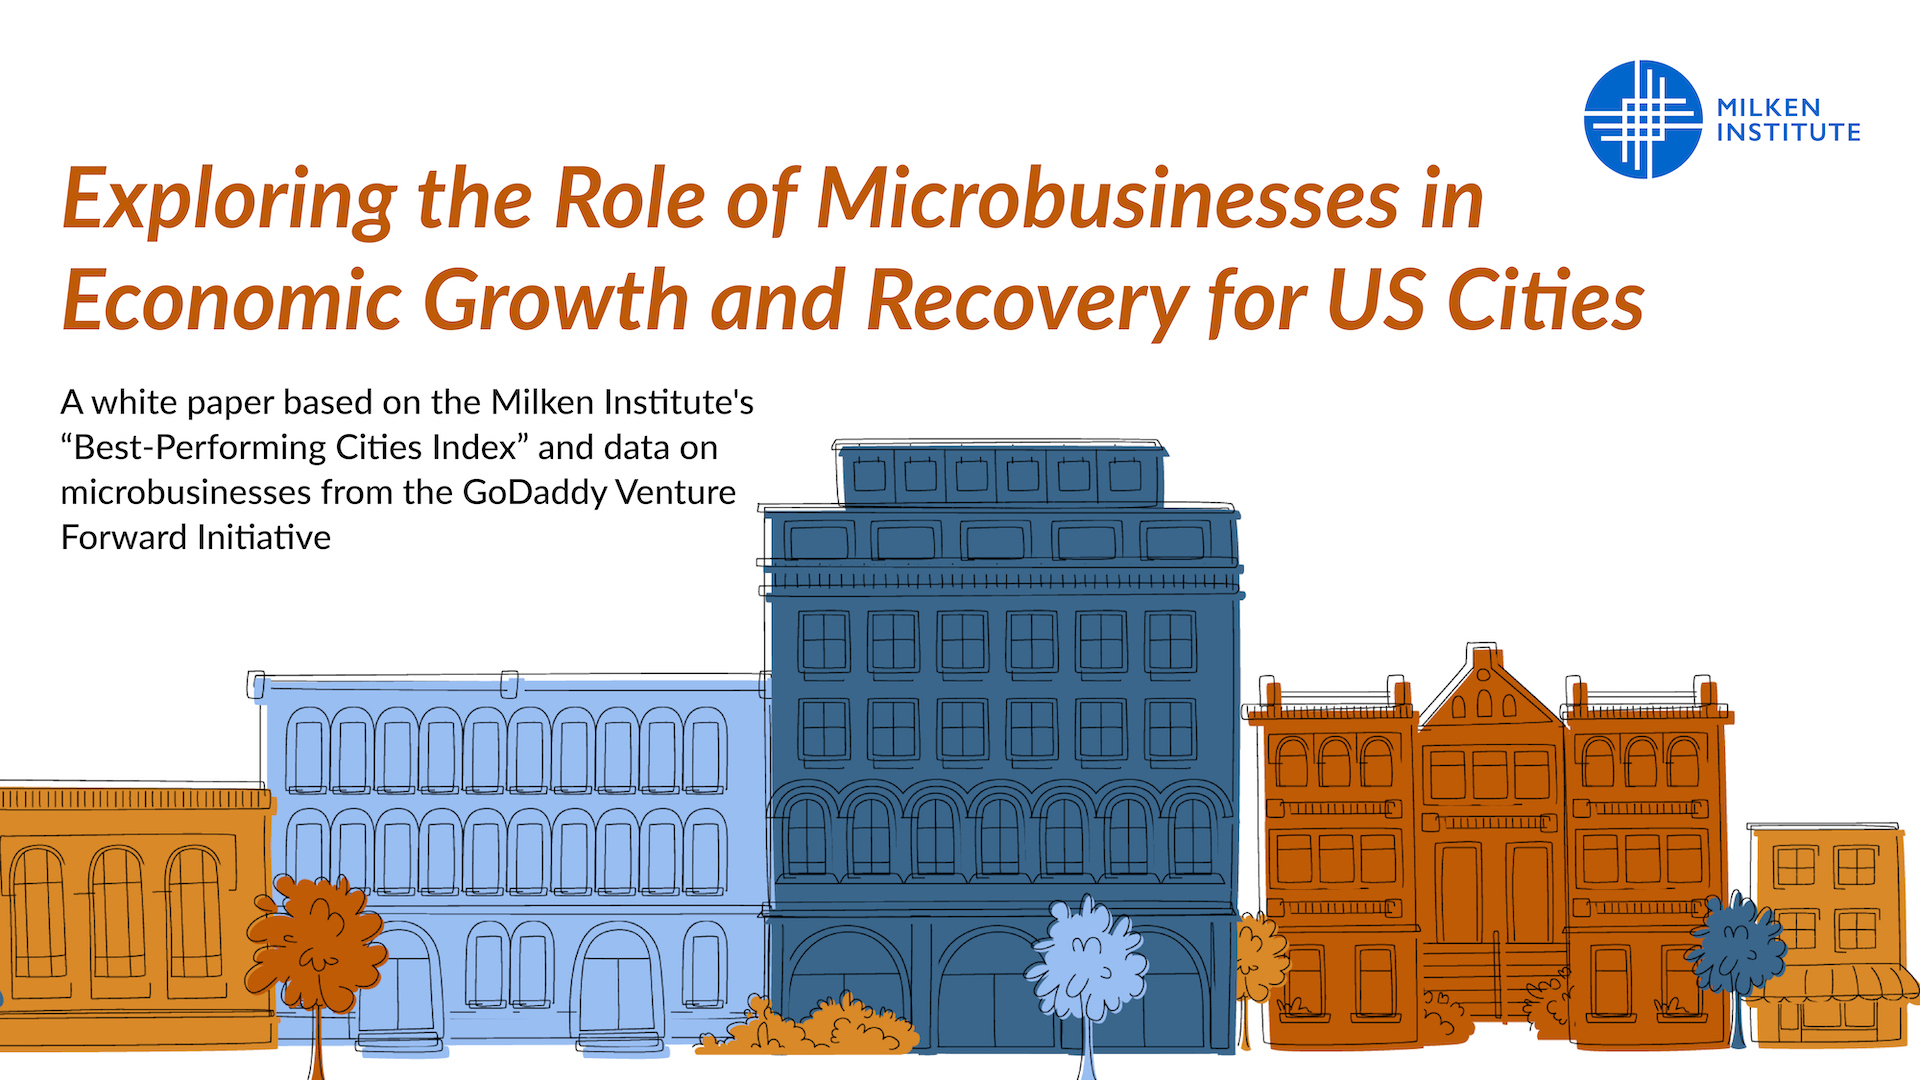 MILKEN
INSTITUTE
Exploring the Role of Microbusinesses in
Economic Growth and Recovery for US Cities
A white paper based on the Milken Institute's
“Best-Performing Cities Index” and data on
microbusinesses from the GoDaddy Venture
Forward Initiative